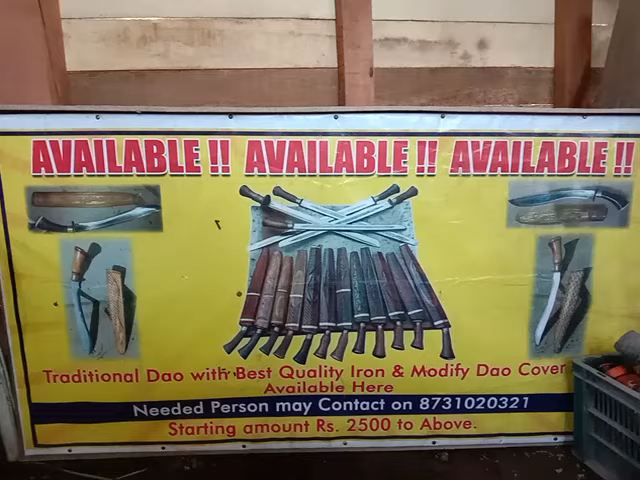 AVAILABLE !! AVAILABLE !! AVAILABLE !!
Traditional Dao with Best Quality Iron & Modify Dao Cover
Available Here
Needed Person may Contact on 8731020321
Starting amount Rs. 2500 to Above.